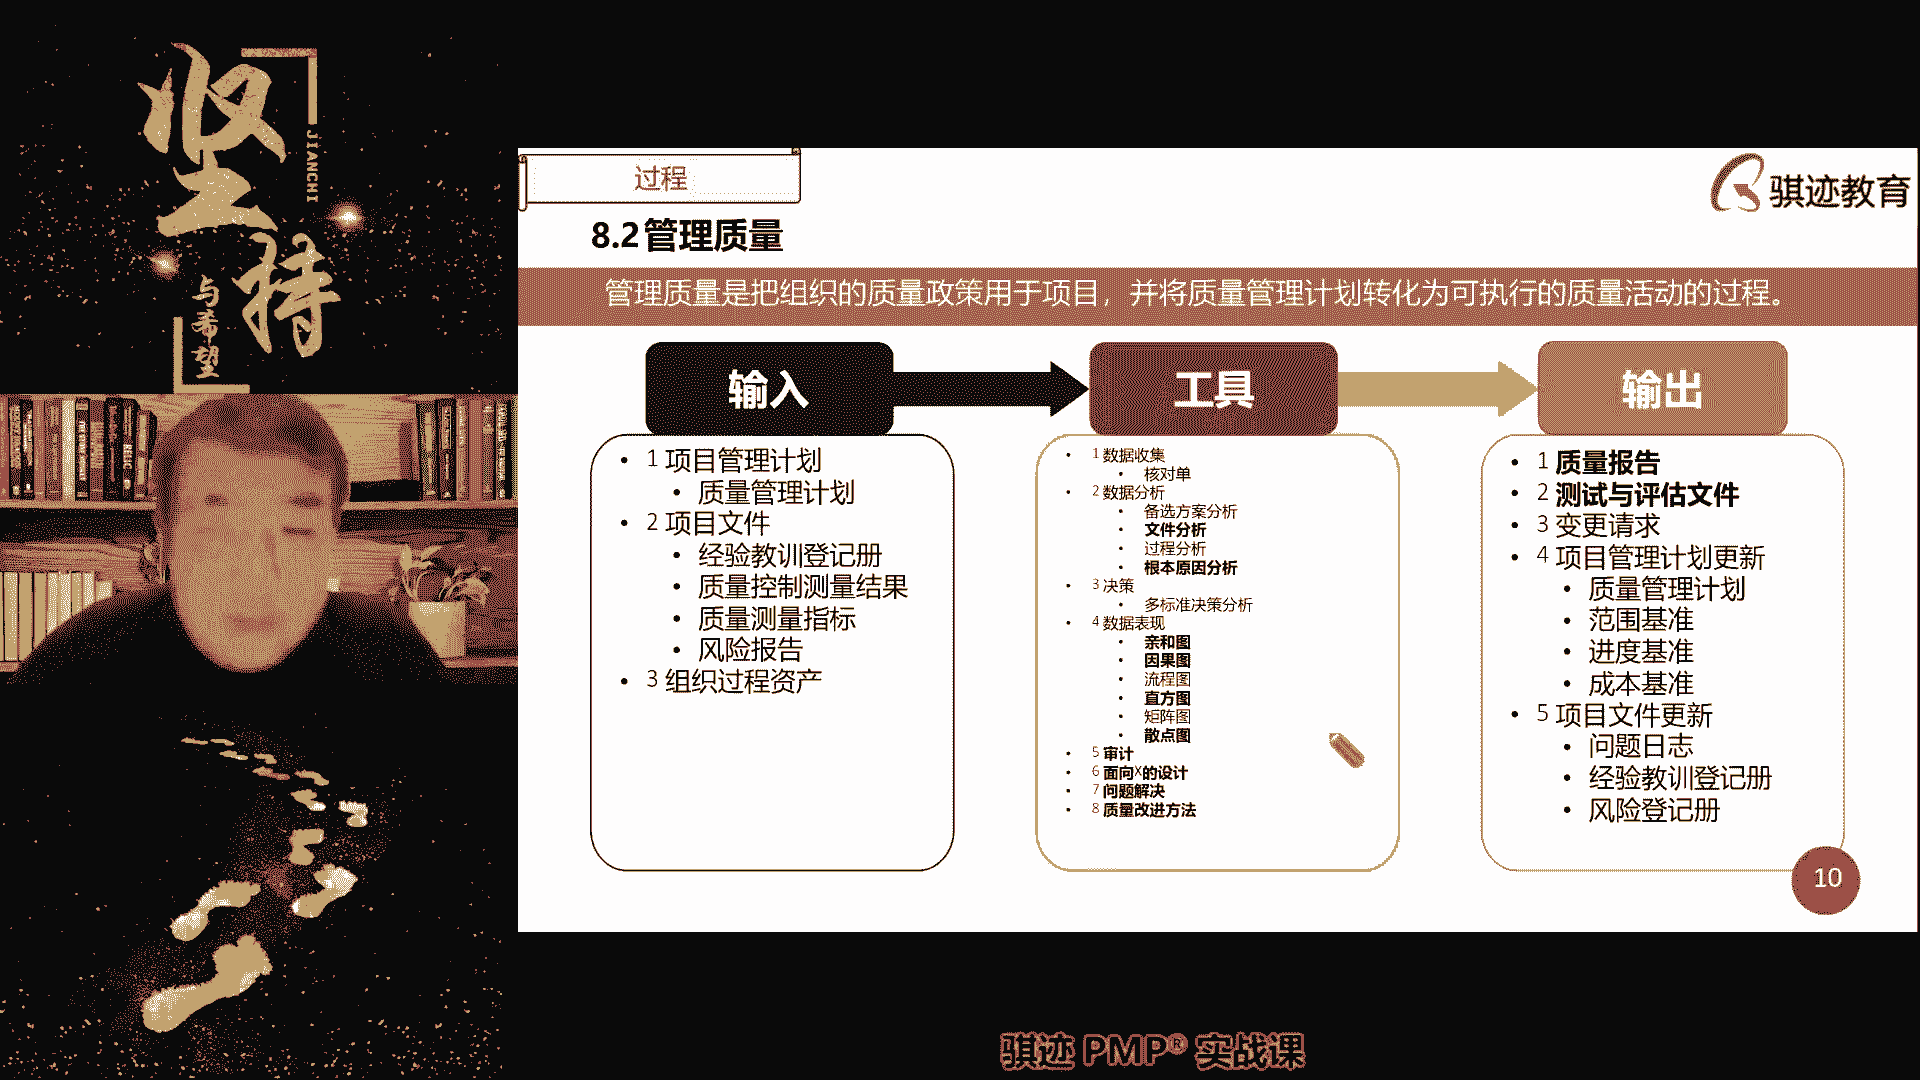 坚持
JIANCHI
与希望
过程
骐迹教育
8.2管理质量
管理质量是把组织的质量政策用于项目，并将质量管理计划转化为可执行的质量活动的过程。
输入
• 1 项目管理计划
• 质量管理计划
• 2 项目文件
• 经验教训登记册
• 质量控制测量结果
• 质量测量指标
• 风险报告
• 3 组织过程资产
工具
• 1 数据收集
• 核对单
• 2 数据分析
• 备选方案分析
• 文件分析
• 过程分析
• 根本原因分析
• 3 决策
• 多标准决策分析
• 4 数据表现
• 亲和图
• 因果图
• 流程图
• 直方图
• 矩阵图
• 散点图
• 5 审计
• 6 面向X的设计
• 7 问题解决
• 8 质量改进方法
输出
• 1 质量报告
• 2 测试与评估文件
• 3 变更请求
• 4 项目管理计划更新
• 质量管理计划
• 范围基准
• 进度基准
• 成本基准
• 5 项目文件更新
• 问题日志
• 经验教训登记册
• 风险登记册
10
骐迹 PMP® 实战课